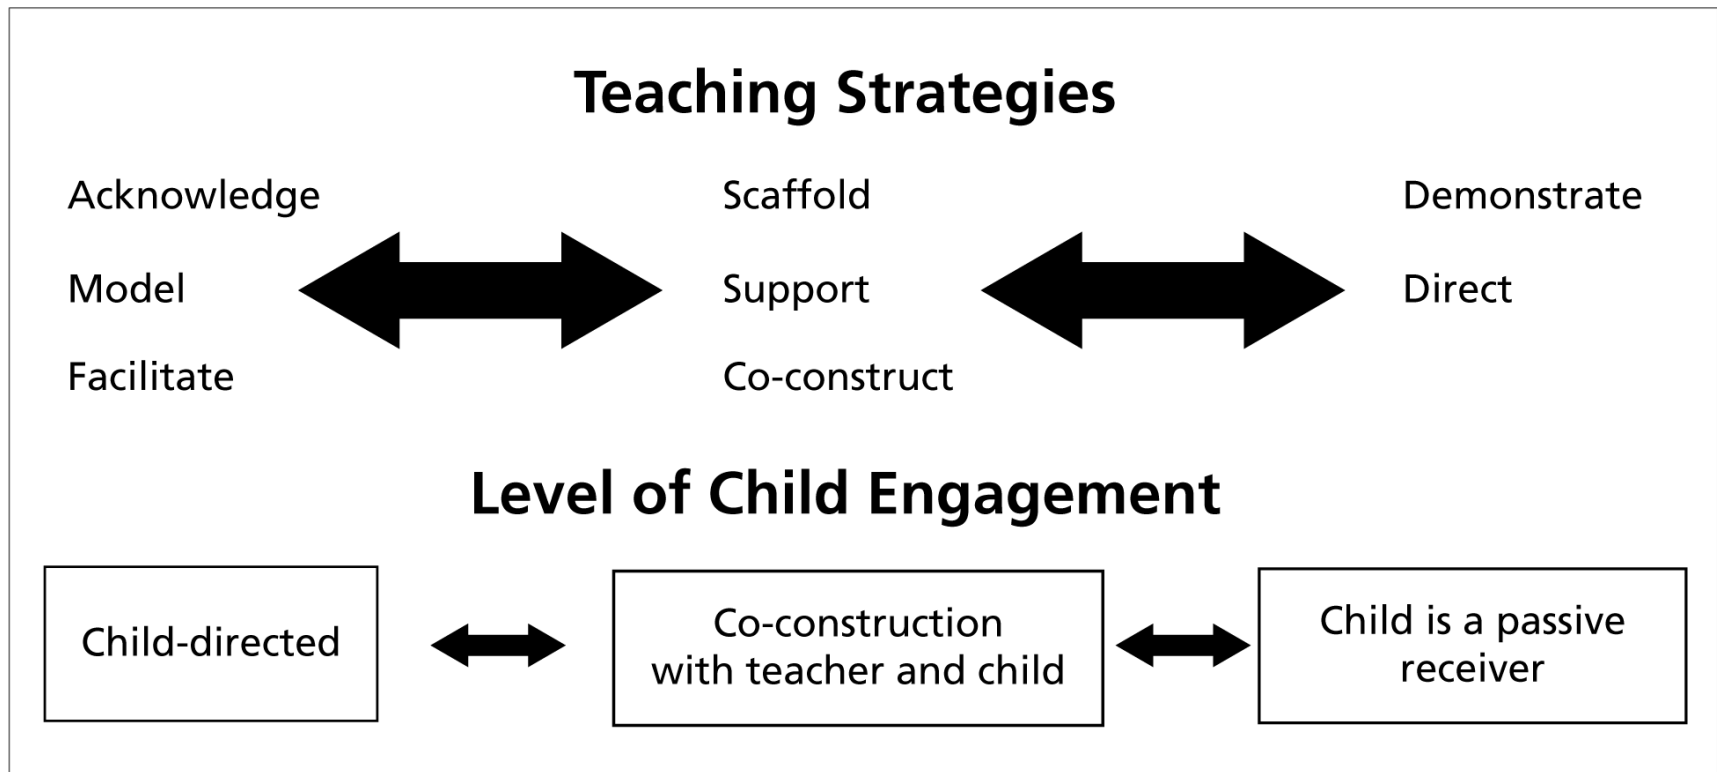 Teaching Strategies
Acknowledge
Scaffold
Demonstrate
Model
Support
Direct
Facilitate
Co-construct
Level of Child Engagement
Child-directed
Co-construction
with teacher and child
Child is a passive
receiver